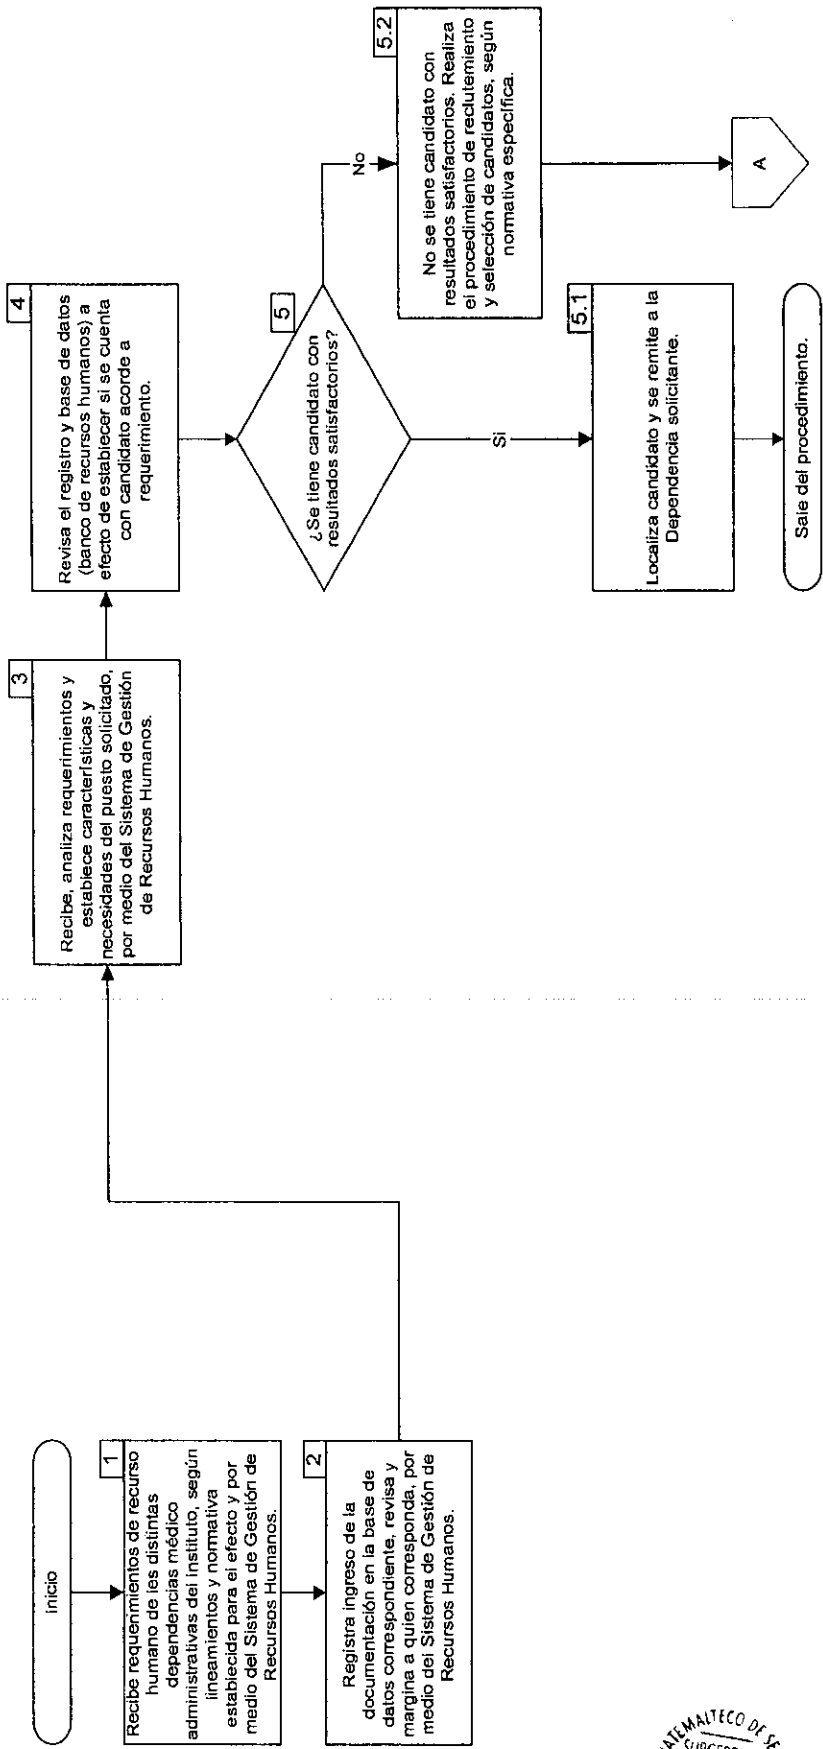 inicio
1
Recibe requerimientos de recurso
humano de les distintas
dependencias médico
administrativas del instituto, según
lineamientos y normativa
establecida para el efecto y por
medio del Sistema de Gestión de
Recursos Humanos.
2
Registra ingreso de la
documentación en la base de
datos correspondiente, revisa y
margina a quien corresponda, por
medio del Sistema de Gestión de
Recursos Humanos.
3
Recibe, analiza requerimientos y
establece características y
necesidades del puesto solicitado,
por medio del Sistema de Gestión
de Recursos Humanos.
4
Revisa el registro y base de datos
(banco de recursos humanos) a
efecto de establecer si se cuenta
con candidato acorde a
requerimiento.
5
¿Se tiene candidato con
resultados satisfactorios?
No
Si
5.1
Localiza candidato y se remite a la
Dependencia solicitante.
Sale del procedimiento.
5.2
No se tiene candidato con
resultados satisfactorios. Realiza
el procedimiento de reclutemiento
y selección de candidatos, según
normativa específica.
A
ATEMALTECO DE SE